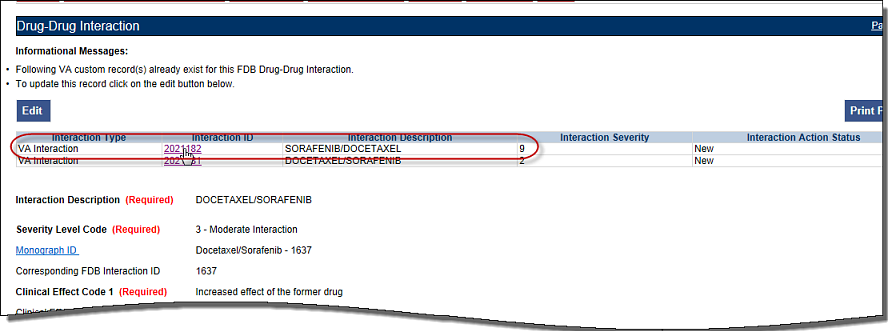 Drug-Drug Interaction Pa
Informational Messages:
• Following VA custom record(s) already exist for this FDB Drug-Drug Interaction.
• To update this record click on the edit button below.
Edit Print P
Interaction Type Interaction ID Interaction Description Interaction Severity Interaction Action Status
VA Interaction 2021182 SORAFENIB/DOCETAXEL 9 New
VA Interaction DOCETAXEL/SORAFENIB 2 New
Interaction Description (Required) DOCETAXEL/SORAFENIB
Severity Level Code (Required) 3 - Moderate Interaction
Monograph ID Docetaxel/Sorafenib - 1637
Corresponding FDB Interaction ID 1637
Clinical Effect Code 1 (Required) Increased effect of the former drug